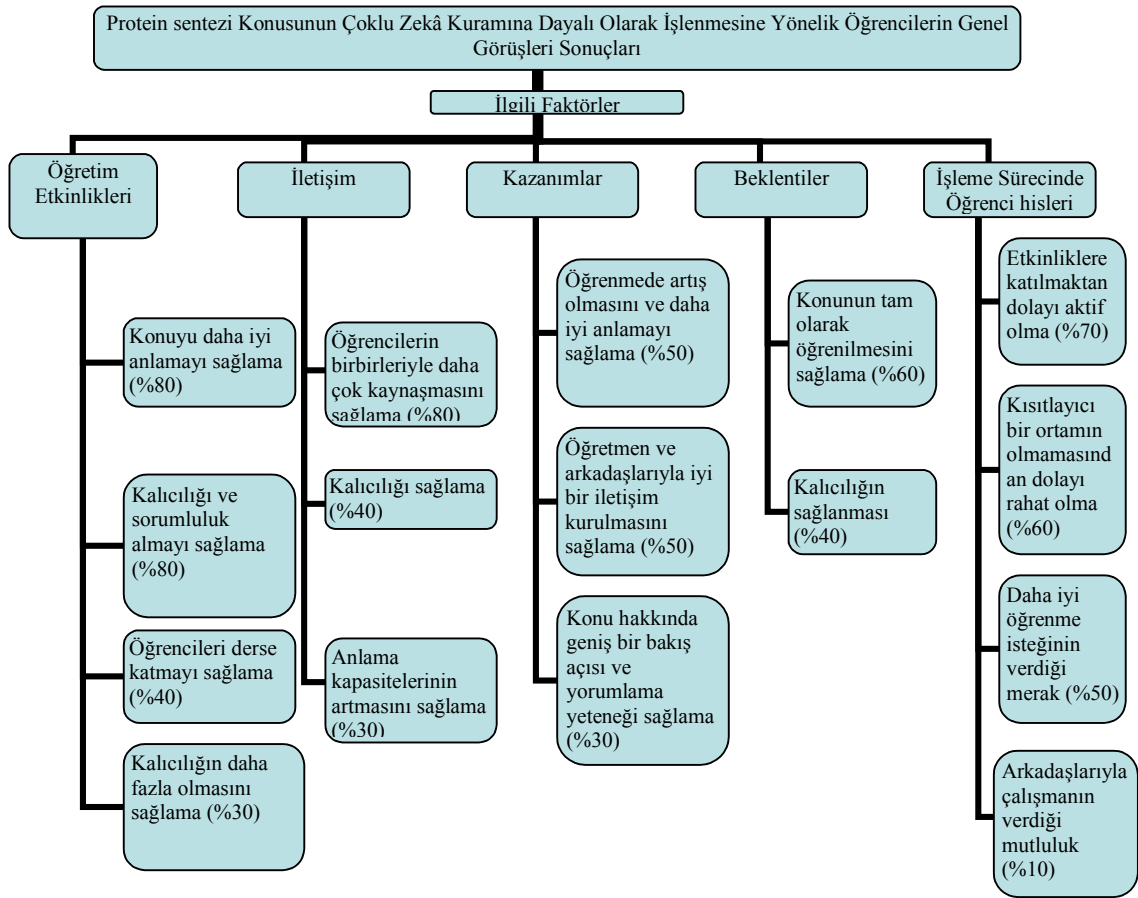 Protein sentezi Konusunun Çoklu Zekâ Kuramına Dayalı Olarak İşlenmesine Yönelik Öğrencilerin Genel
Görüşleri Sonuçları
İlgili Faktörler
Öğretim
Etkinlikleri
İletişim
Kazanımlar
Beklentiler
İşleme Sürecinde
Öğrenci hisleri
Konuyu daha iyi
anlamayı sağlama
(%80)
Kalıcılığı ve
sorumluluk
almayı sağlama
(%80)
Öğrencileri derse
katmayı sağlama
(%40)
Kalıcılığın daha
fazla olmasını
sağlama (%30)
Öğrencilerin
birbirleriyle daha
çok kaynaşmasını
sağlama (%80)
Kalıcılığı sağlama
(%40)
Anlama
kapasitelerinin
artmasını sağlama
(%30)
Öğrenmede artış
olmasını ve daha
iyi anlamayı
sağlama (%50)
Öğretmen ve
arkadaşlarıyla iyi
bir iletişim
kurulmasını
sağlama (%50)
Konu hakkında
geniş bir bakış
açısı ve
yorumlama
yeteneği sağlama
(%30)
Konunun tam
olarak
öğrenilmesini
sağlama (%60)
Kalıcılığın
sağlanması
(%40)
Etkinliklere
katılmaktan
dolayı aktif
olma (%70)
Kısıtlayıcı
bir ortamın
olmamasınd
an dolayı
rahat olma
(%60)
Daha iyi
öğrenme
isteğinin
verdiği
merak (%50)
Arkadaşlarıyla
çalışmanın
verdiği
mutluluk
(%10)